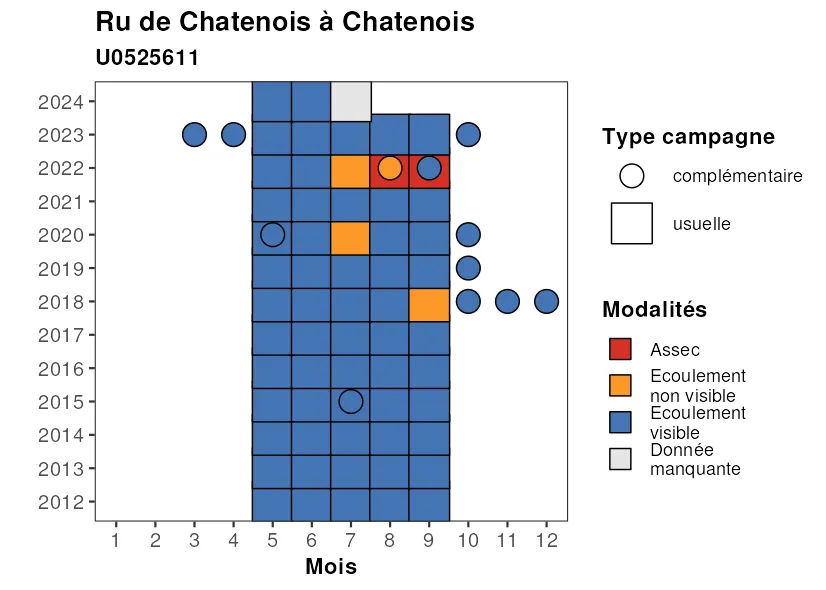 Ru de Chatenois à Chatenois
U0525611
2024
2023
2022
2021
2020
2019
2018
2017
2016
2015
2014
2013
2012
1 2 3 4 5 6 7 8 9 10 11 12
Mois
Type campagne
complémentaire
usuelle
Modalités
Assec
Ecoulement
non visible
Ecoulement
visible
Donnée
manquante